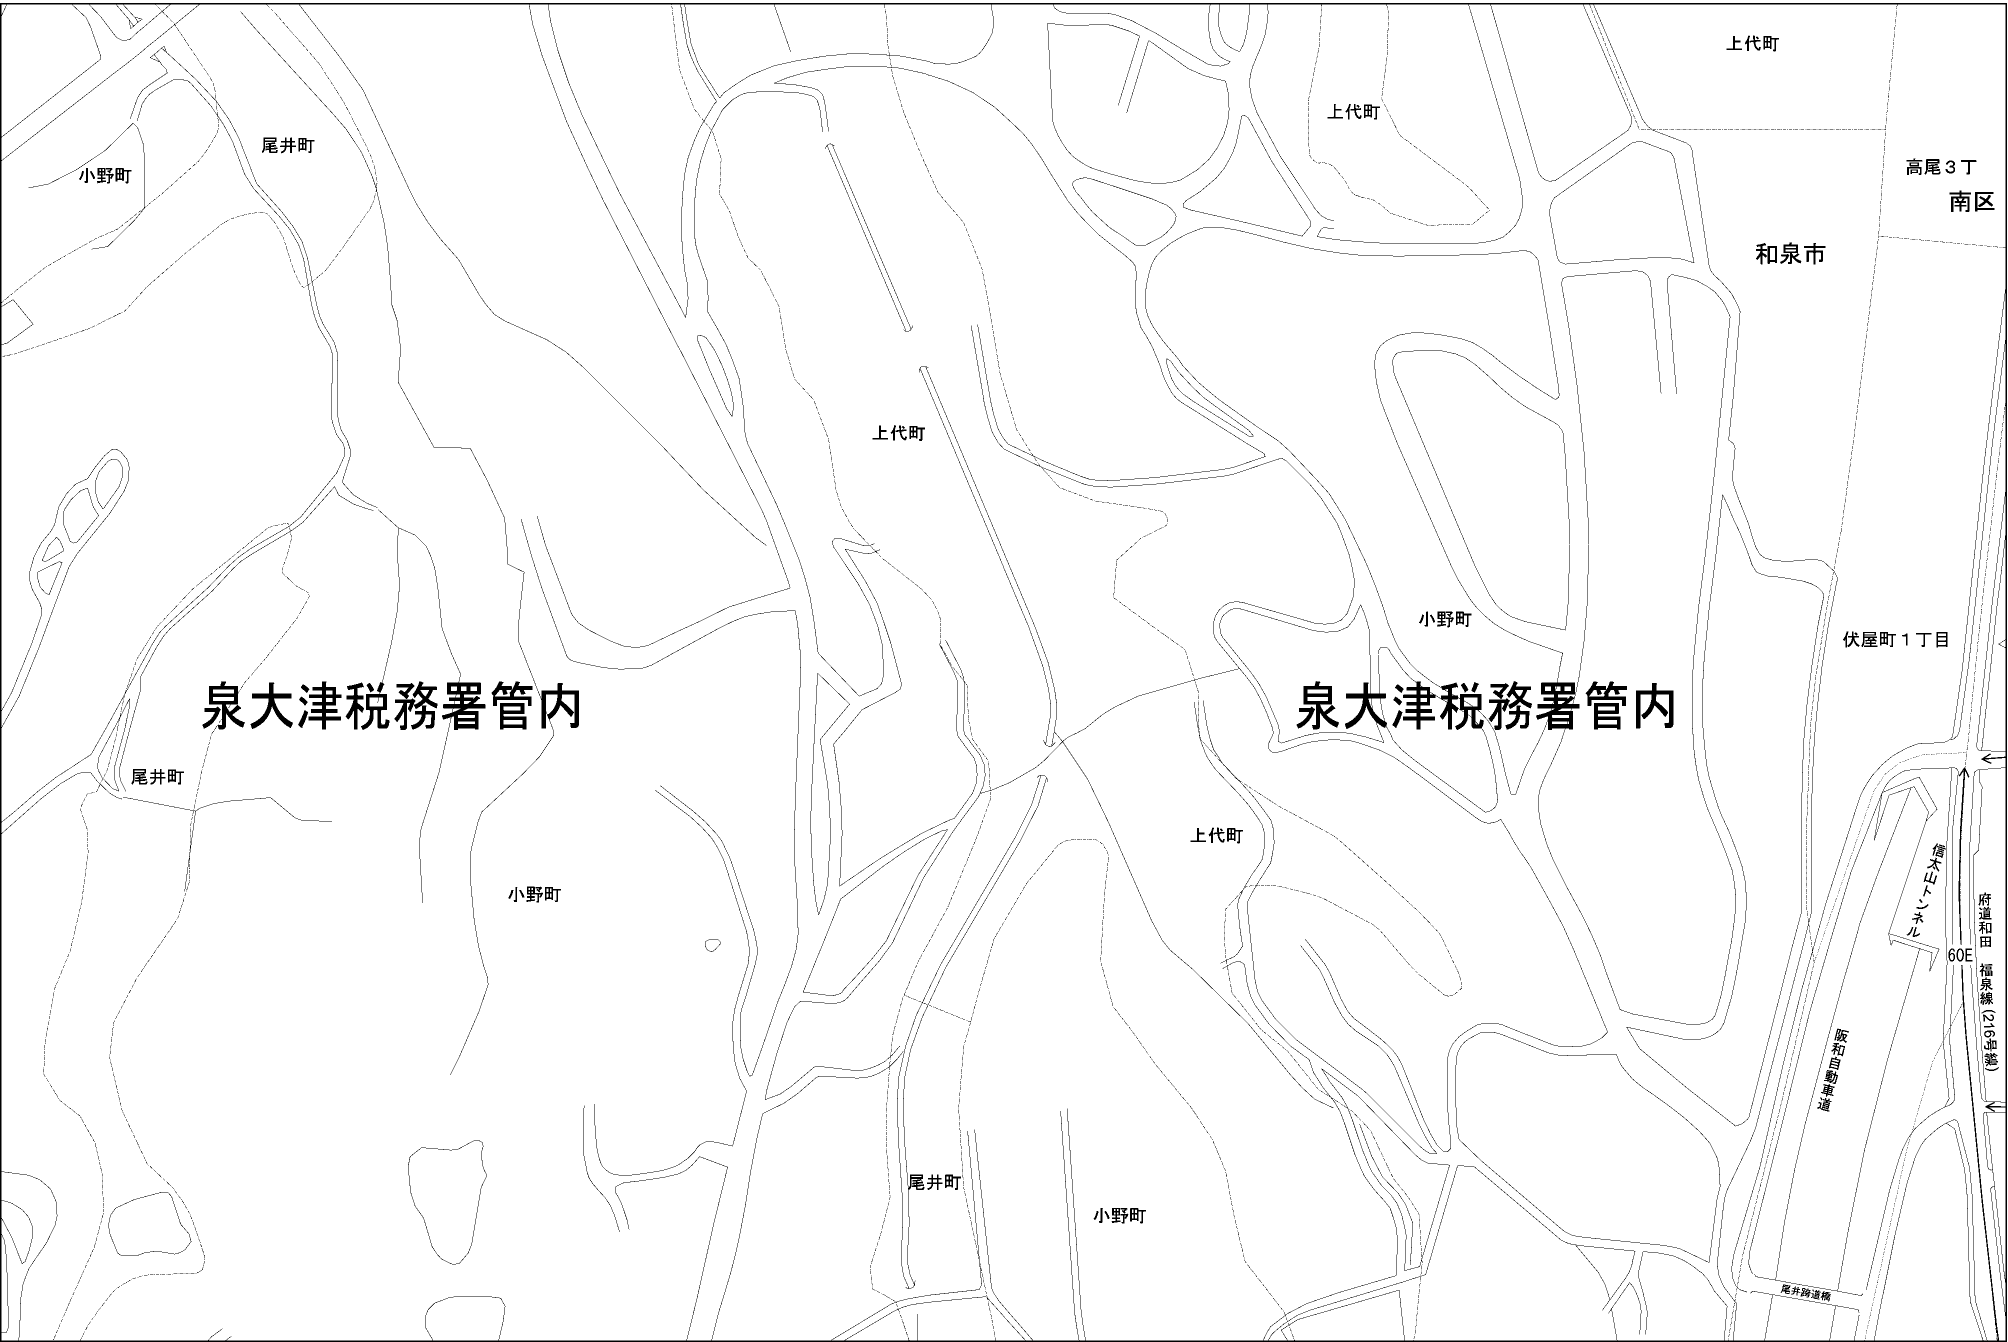 上代町
上代町
尾井町
小野町
高尾３丁
南区
和泉市
上代町
小野町
伏屋町１丁目
泉大津税務署管内
泉大津税務署管内
尾井町
上代町
小野町
信太山トンネル
府道和田　福泉線(216号線)
60E
阪和自動車道
尾井町
小野町
尾井跨道橋